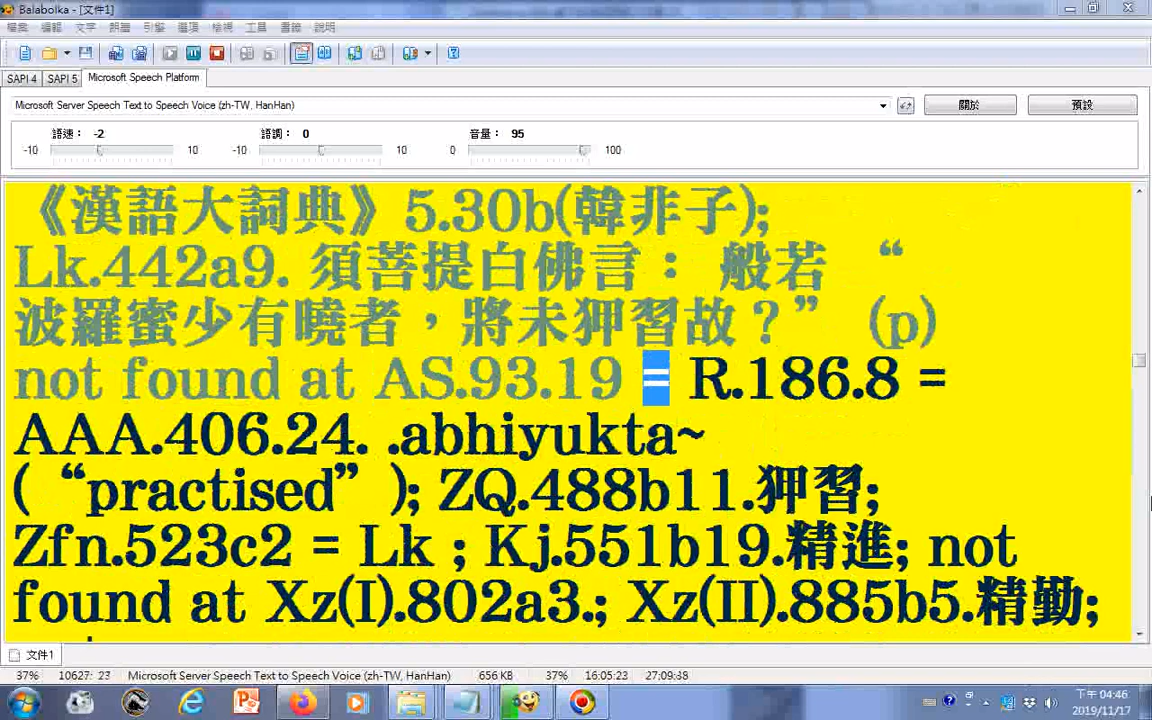 Balabolka - [文件1]
檔案 編輯 文字 朗讀 引擎 選項 檢視 工具 書籤 說明
SAPI 4 SAPI 5 Microsoft Speech Platform
Microsoft Server Speech Text to Speech Voice (zh-TW, HanHan) 關於 預設
語速： -2 語調： 0 音量： 95
-10 10 -10 10 0 100
《漢語大詞典》5.30b(韓非子);
Lk.442a9. 須菩提白佛言： 般若 “
波羅蜜少有曉者，將未狎習故？” (p)
not found at AS.93.19 = R.186.8 =
AAA.406.24. .abhiyukta~
(“practised”); ZQ.488b11.狎習;
Zfn.523c2 = Lk ; Kj.551b19.精進; not
found at Xz(I).802a3.; Xz(II).885b5.精勤;
文件1
37% 10627: 23 Microsoft Server Speech Text to Speech Voice (zh-TW, HanHan) 656 KB 37% 16:05:23 27:09:38
下午 04:46
2019/11/17